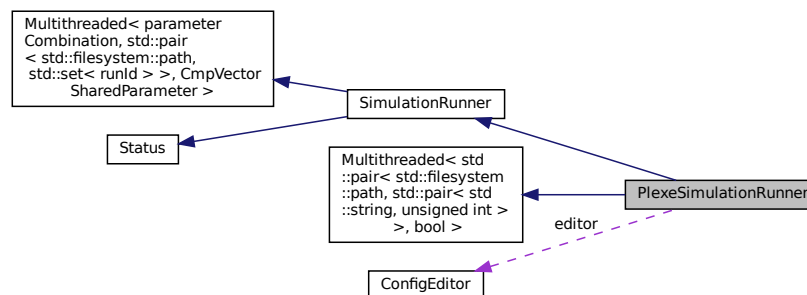 Multithreaded< parameter
Combination, std::pair
< std::filesystem::path,
std::set< runId > >, CmpVector
SharedParameter >
SimulationRunner
Status
Multithreaded< std
::pair< std::filesystem
::path, std::pair< std
::string, unsigned int >
>, bool >
PlexeSimulationRunner
editor
ConfigEditor